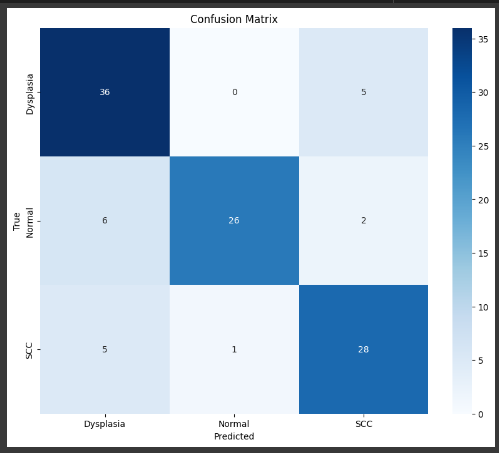 Confusion Matrix
Dysplasia 36 0 5
Normal 6 26 2
SCC 5 1 28
True
Dysplasia Normal SCC
Predicted
35
30
25
20
15
10
5
0